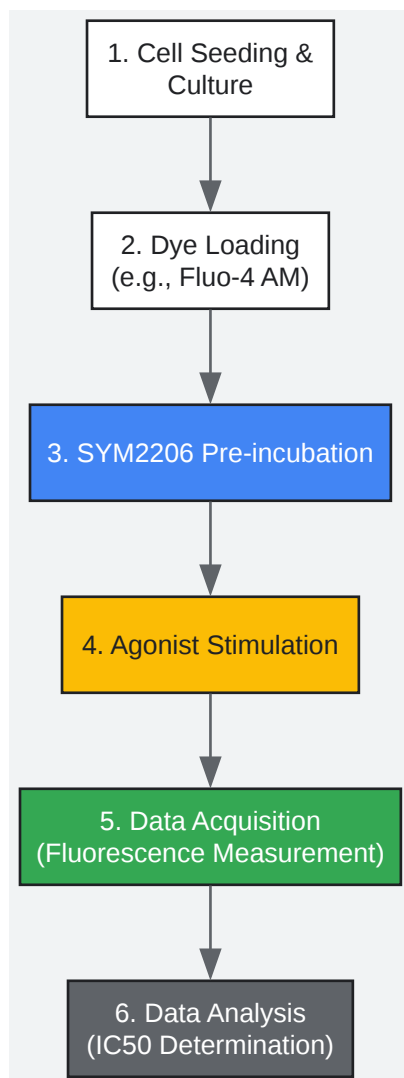 1. Cell Seeding &
Culture
2. Dye Loading
(e.g., Fluo-4 AM)
3. SYM2206 Pre-incubation
4. Agonist Stimulation
5. Data Acquisition
(Fluorescence Measurement)
6. Data Analysis
(IC50 Determination)